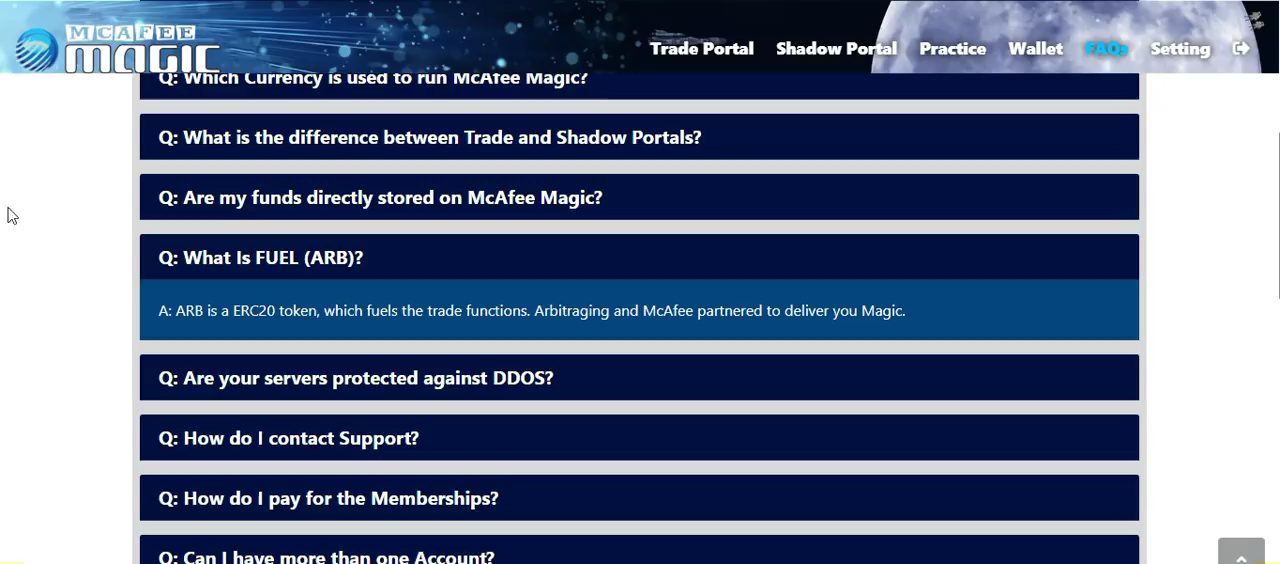 MCAFEE
MAGIC
Trade Portal
Shadow Portal
Practice
Wallet
FAQs
Setting
Q: Which Currency is used to run McAfee Magic?
Q: What is the difference between Trade and Shadow Portals?
Q: Are my funds directly stored on McAfee Magic?
Q: What Is FUEL (ARB)?
A: ARB is a ERC20 token, which fuels the trade functions. Arbitraging and McAfee partnered to deliver you Magic.
Q: Are your servers protected against DDOS?
Q: How do I contact Support?
Q: How do I pay for the Memberships?
Q: Can I have more than one Account?